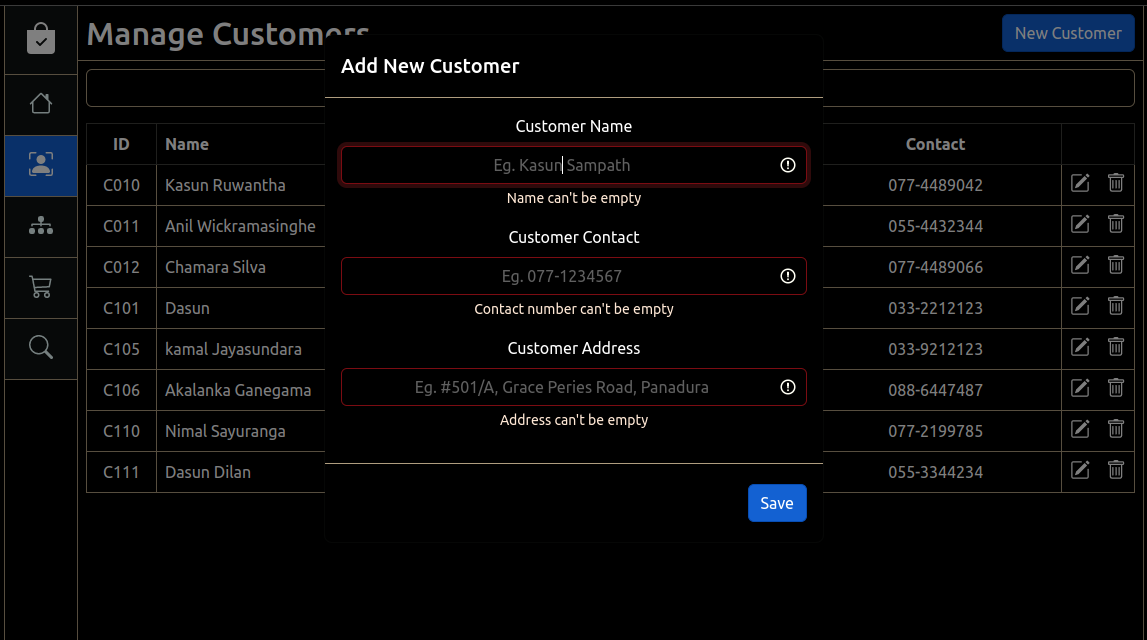 Manage Customers
New Customer
Add New Customer
Customer Name
Eg. Kasun Sampath
Name can't be empty
Customer Contact
Eg. 077-1234567
Contact number can't be empty
Customer Address
Eg. #501/A, Grace Peries Road, Panadura
Address can't be empty
Save
ID Name Contact
C010 Kasun Ruwantha 077-4489042
C011 Anil Wickramasinghe 055-4432344
C012 Chamara Silva 077-4489066
C101 Dasun 033-2212123
C105 kamal Jayasundara 033-9212123
C106 Akalanka Ganegama 088-6447487
C110 Nimal Sayuranga 077-2199785
C111 Dasun Dilan 055-3344234